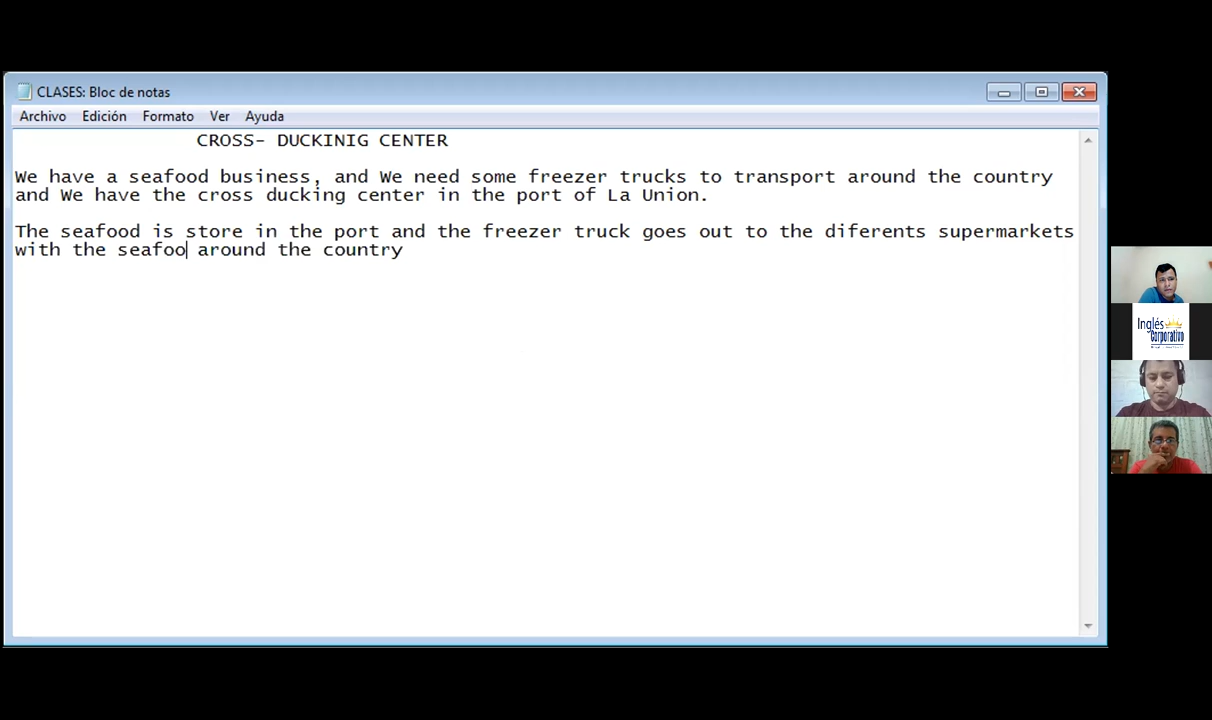 CLASES: Bloc de notas
Archivo Edición Formato Ver Ayuda
CROSS- DUCKINIG CENTER
We have a seafood business, and We need some freezer trucks to transport around the country
and We have the cross ducking center in the port of La Union.
The seafood is store in the port and the freezer truck goes out to the diferents supermarkets
with the seafoo around the country
Inglés
Corporativo